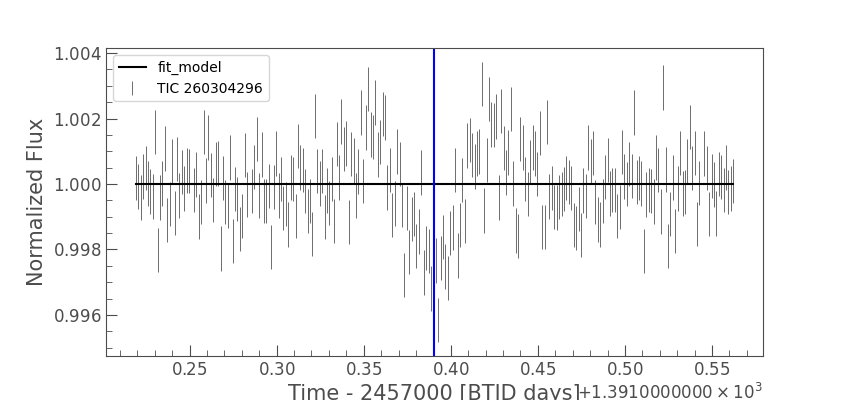 1.004
1.002
1.000
0.998
0.996
Normalized Flux
fit_model
TIC 260304296
0.25 0.30 0.35 0.40 0.45 0.50 0.55
Time - 2457000 [BTJD days]
+1.3910000000 × 10³